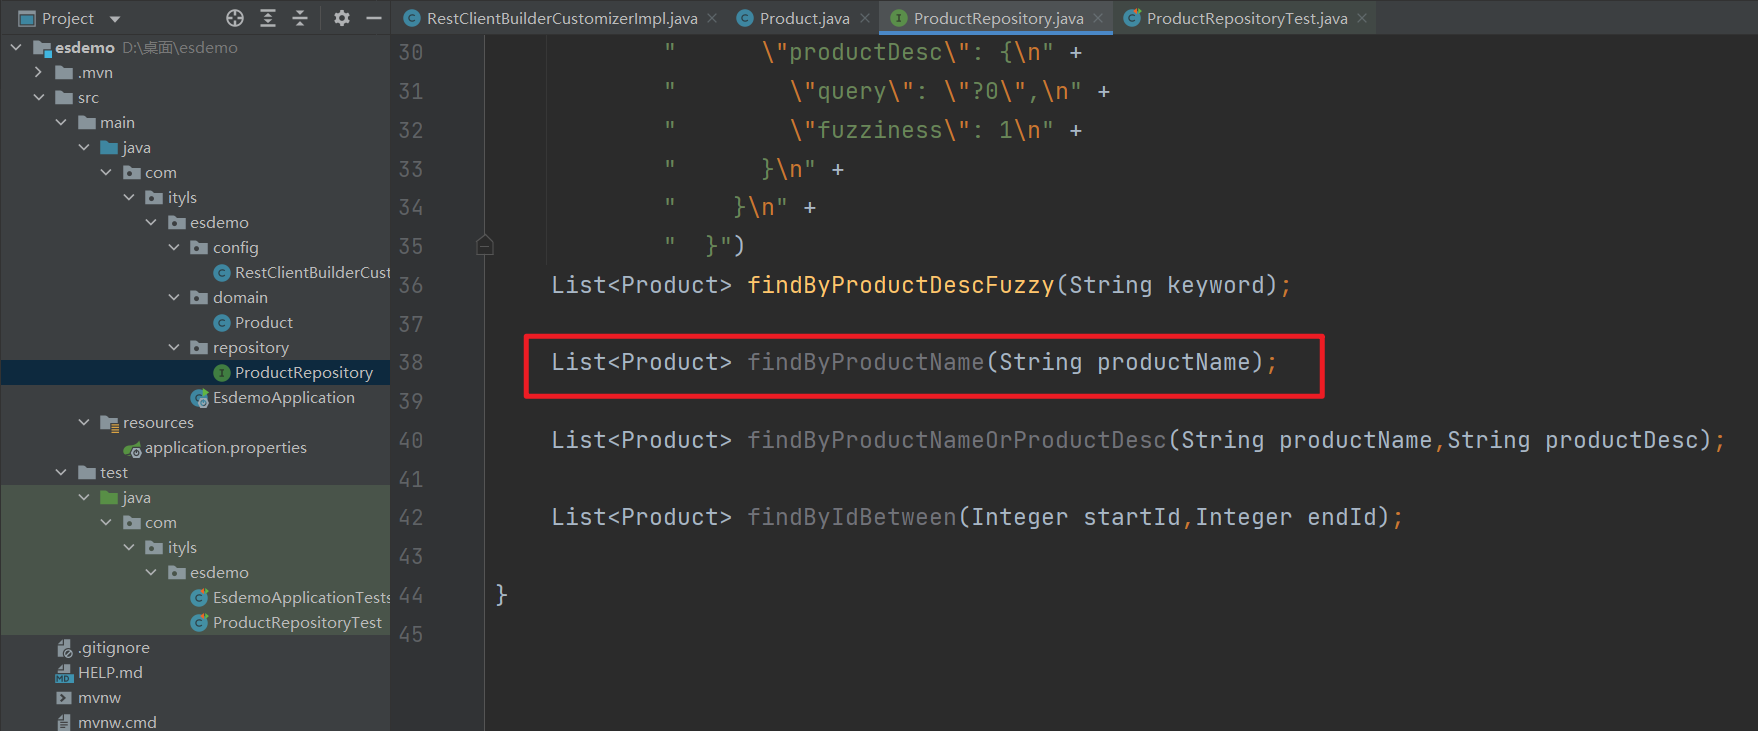 Project
RestClientBuilderCustomizerImpl.java
Product.java
ProductRepository.java
ProductRepositoryTest.java
esdemo D:\桌面\esdemo
.mvn
src
main
java
com
ityls
esdemo
config
RestClientBuilderCust
domain
Product
repository
ProductRepository
EsdemoApplication
resources
application.properties
test
java
com
ityls
esdemo
EsdemoApplicationTests
ProductRepositoryTest
.gitignore
HELP.md
mvnw
mvnw.cmd
30 "      \"productDesc\": {\n" +
31 "        \"query\": \"?0\",\n" +
32 "        \"fuzziness\": 1\n" +
33 "      }\n" +
34 "    }\n" +
35 "  }")
36 List<Product> findByProductDescFuzzy(String keyword);
37
38 List<Product> findByProductName(String productName);
39
40 List<Product> findByProductNameOrProductDesc(String productName,String productDesc);
41
42 List<Product> findByIdBetween(Integer startId,Integer endId);
43
44 }
45